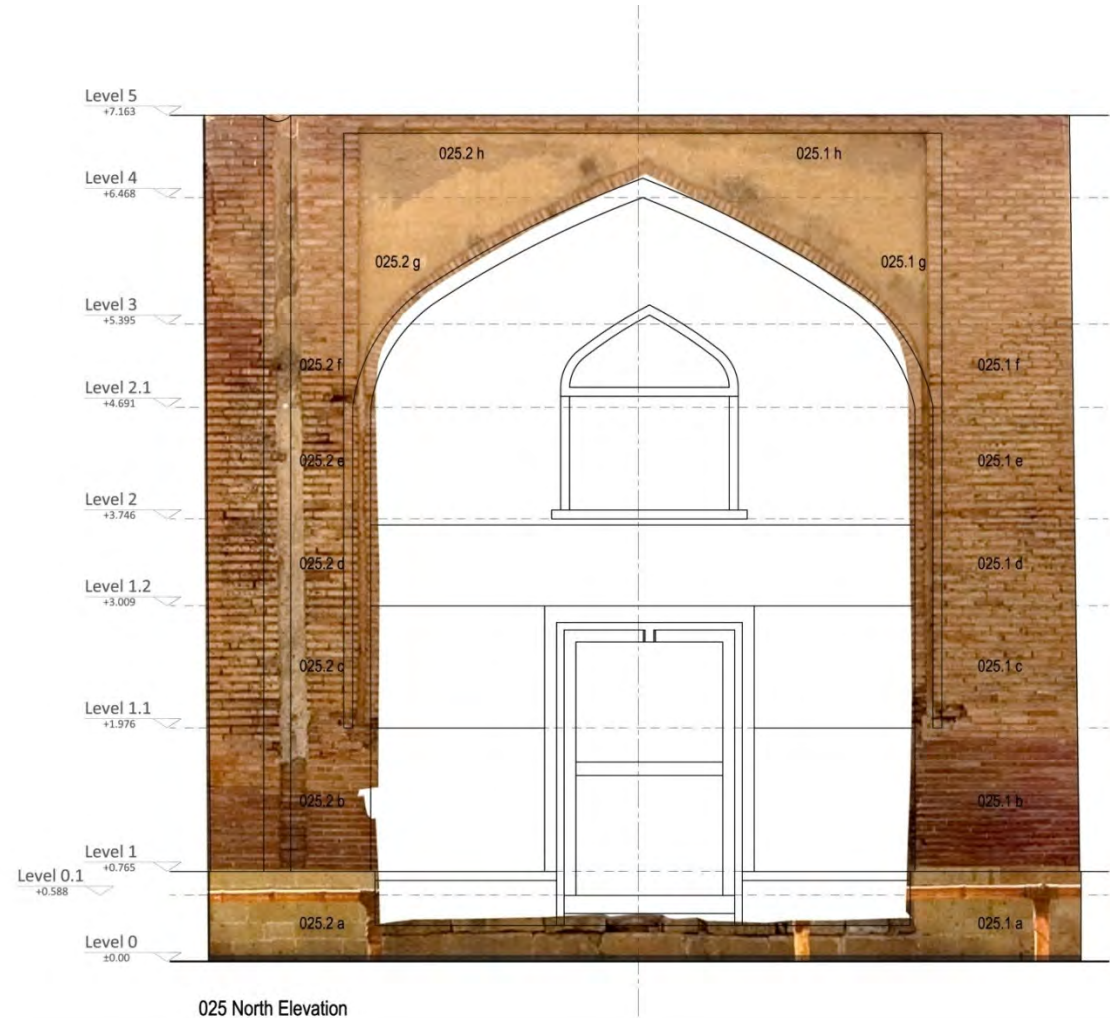 Level 5
+7.163
025.2 h
025.1 h
Level 4
+6.468
025.2 g
025.1 g
Level 3
+5.395
025.2 f
025.1 f
Level 2.1
+4.691
025.2 e
025.1 e
Level 2
+3.746
025.2 d
025.1 d
Level 1.2
+3.009
025.2 c
025.1 c
Level 1.1
+1.976
025.2 b
025.1 b
Level 1
+0.765
Level 0.1
+0.588
025.2 a
025.1 a
Level 0
±0.00
025 North Elevation